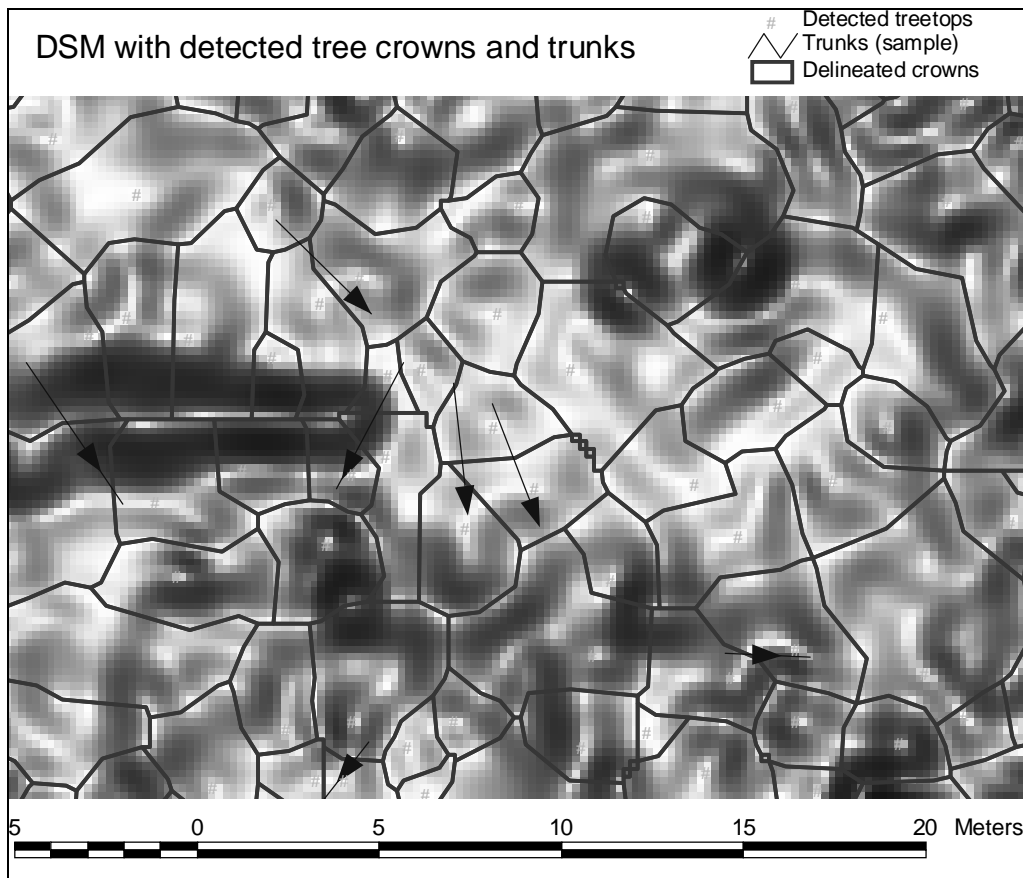 DSM with detected tree crowns and trunks
# Detected treetops
Trunks (sample)
Delineated crowns
5 0 5 10 15 20 Meters